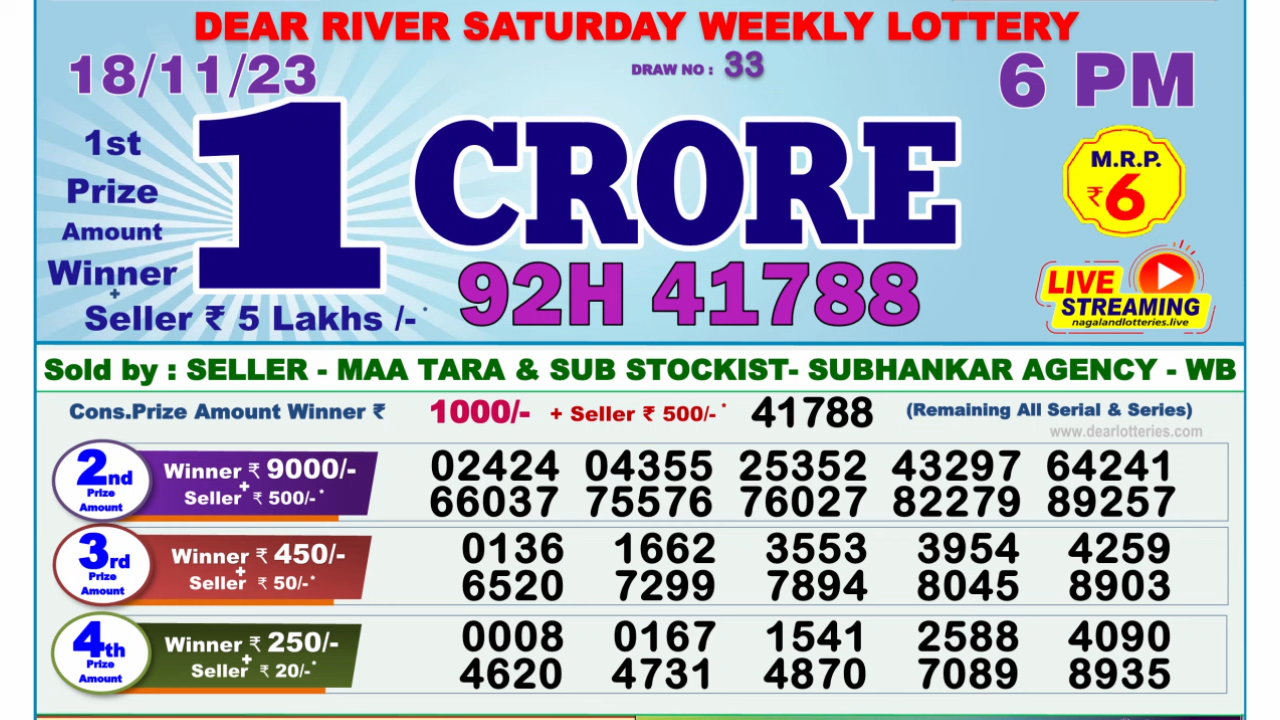 DEAR RIVER SATURDAY WEEKLY LOTTERY
18/11/23
DRAW NO : 33
6 PM
1st
Prize
Amount
Winner
+
Seller ₹ 5 Lakhs /-*
1 CRORE
92H 41788
M.R.P.
₹6
LIVE
STREAMING
nagalandlotteries.live
Sold by : SELLER - MAA TARA & SUB STOCKIST- SUBHANKAR AGENCY - WB
Cons.Prize Amount Winner ₹ 1000/- + Seller ₹ 500/-* 41788 (Remaining All Serial & Series)
www.dearlotteries.com
2nd
Prize
Amount
Winner ₹ 9000/-
+
Seller ₹ 500/-*
02424 04355 25352 43297 64241
66037 75576 76027 82279 89257
3rd
Prize
Amount
Winner ₹ 450/-
+
Seller ₹ 50/-*
0136 1662 3553 3954 4259
6520 7299 7894 8045 8903
4th
Prize
Amount
Winner ₹ 250/-
+
Seller ₹ 20/-*
0008 0167 1541 2588 4090
4620 4731 4870 7089 8935